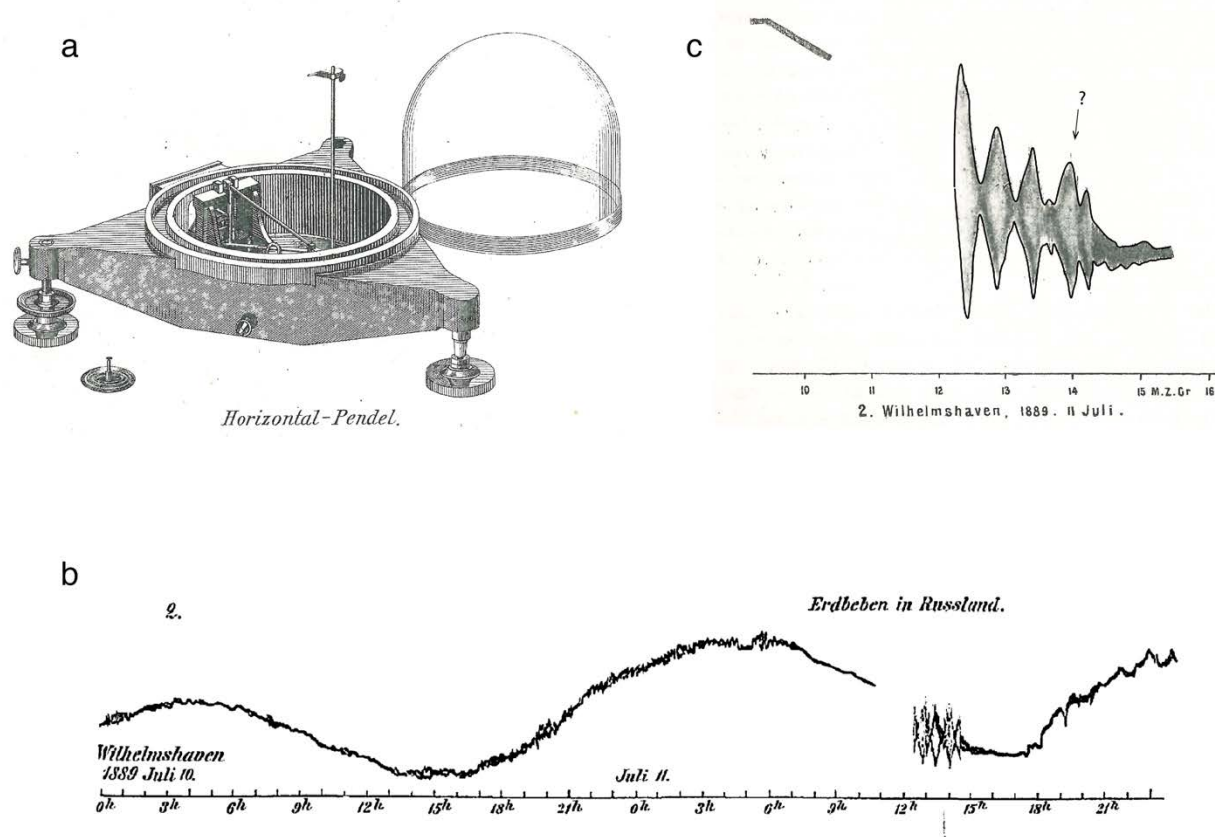 a
Horizontal-Pendel.
c
?
10 11 12 13 14 15 M.Z.Gr 16
2. Wilhelmshaven, 1889. 11 Juli.
b
2.
Erdbeben in Russland.
Wilhelmshaven
1889 Juli 10.
Juli 11.
0h 3h 6h 9h 12h 15h 18h 21h 0h 3h 6h 9h 12h 15h 18h 21h